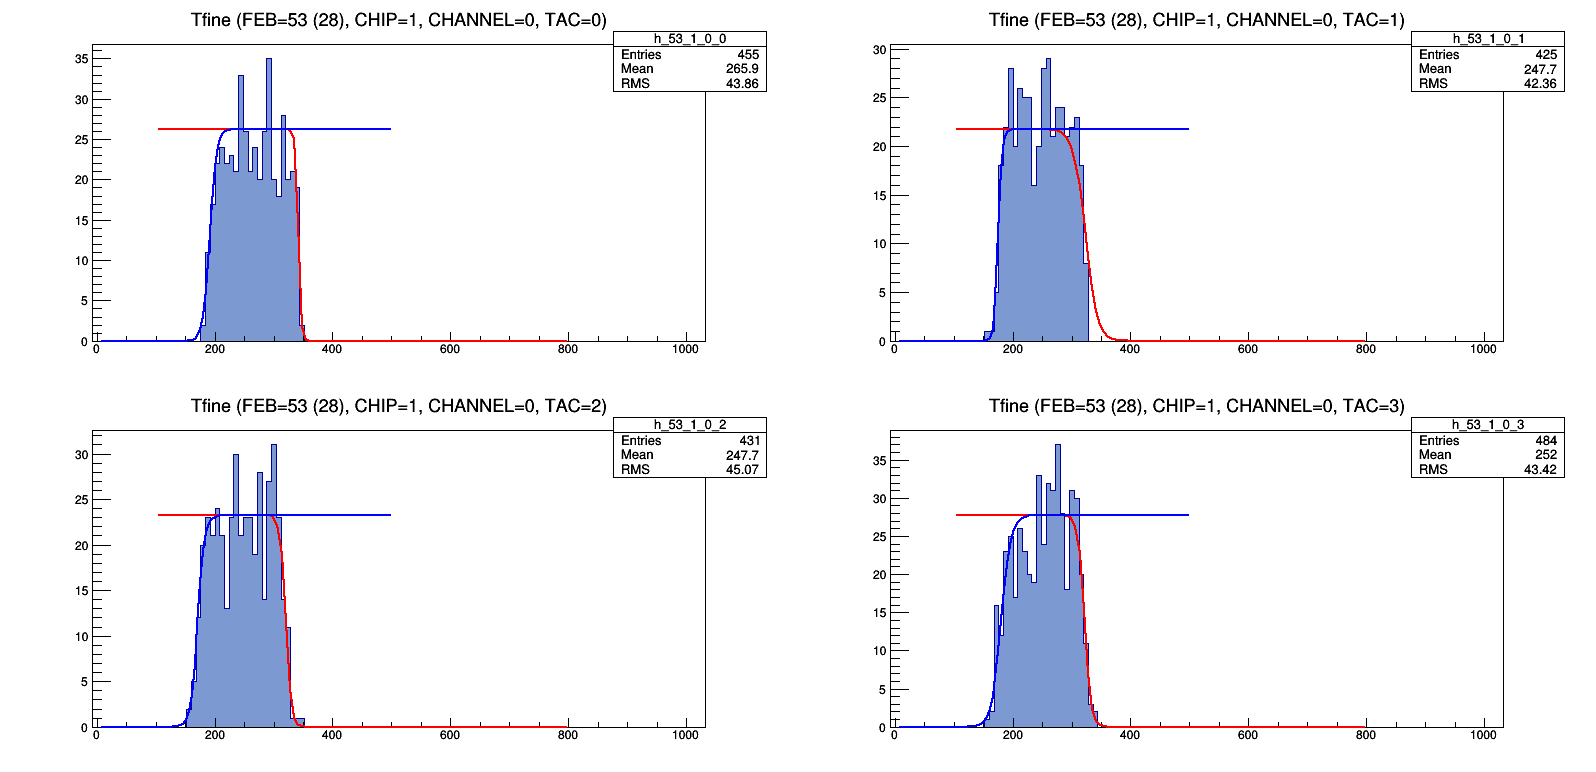 Tfine (FEB=53 (28), CHIP=1, CHANNEL=0, TAC=0)
h_53_1_0_0
Entries 455
Mean 265.9
RMS 43.86
35
30
25
20
15
10
5
0
0 200 400 600 800 1000
Tfine (FEB=53 (28), CHIP=1, CHANNEL=0, TAC=1)
h_53_1_0_1
Entries 425
Mean 247.7
RMS 42.36
30
25
20
15
10
5
0
0 200 400 600 800 1000
Tfine (FEB=53 (28), CHIP=1, CHANNEL=0, TAC=2)
h_53_1_0_2
Entries 431
Mean 247.7
RMS 45.07
30
25
20
15
10
5
0
0 200 400 600 800 1000
Tfine (FEB=53 (28), CHIP=1, CHANNEL=0, TAC=3)
h_53_1_0_3
Entries 484
Mean 252
RMS 43.42
35
30
25
20
15
10
5
0
0 200 400 600 800 1000